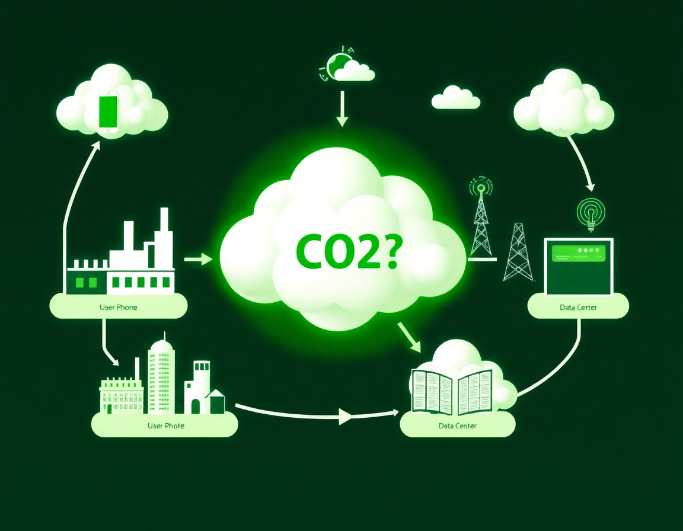 CO2?
User Phone
Data Center
User Phote
Data Center